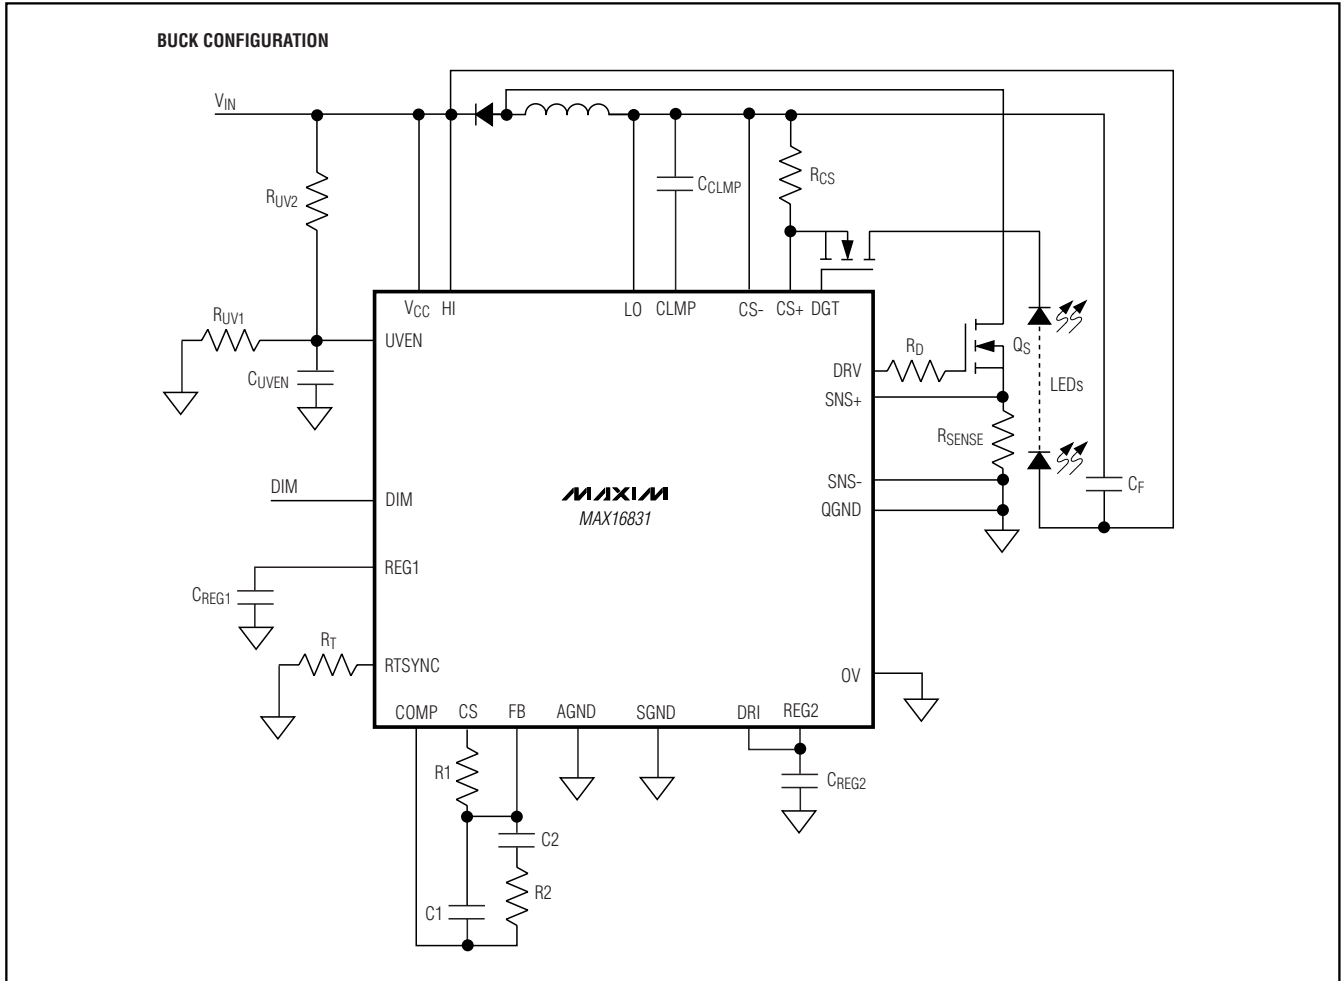 BUCK CONFIGURATION
VIN
RUV2
CCLMP
RCS
VCC HI LO CLMP CS- CS+ DGT
RUV1
UVEN
CUVEN
RD
QS
DRV
SNS+
LEDs
RSENSE
SNS-
QGND
CF
DIM
DIM
MAXIM
MAX16831
REG1
CREG1
RT
RTSYNC
OV
COMP CS FB AGND SGND DRI REG2
R1
CREG2
C2
R2
C1